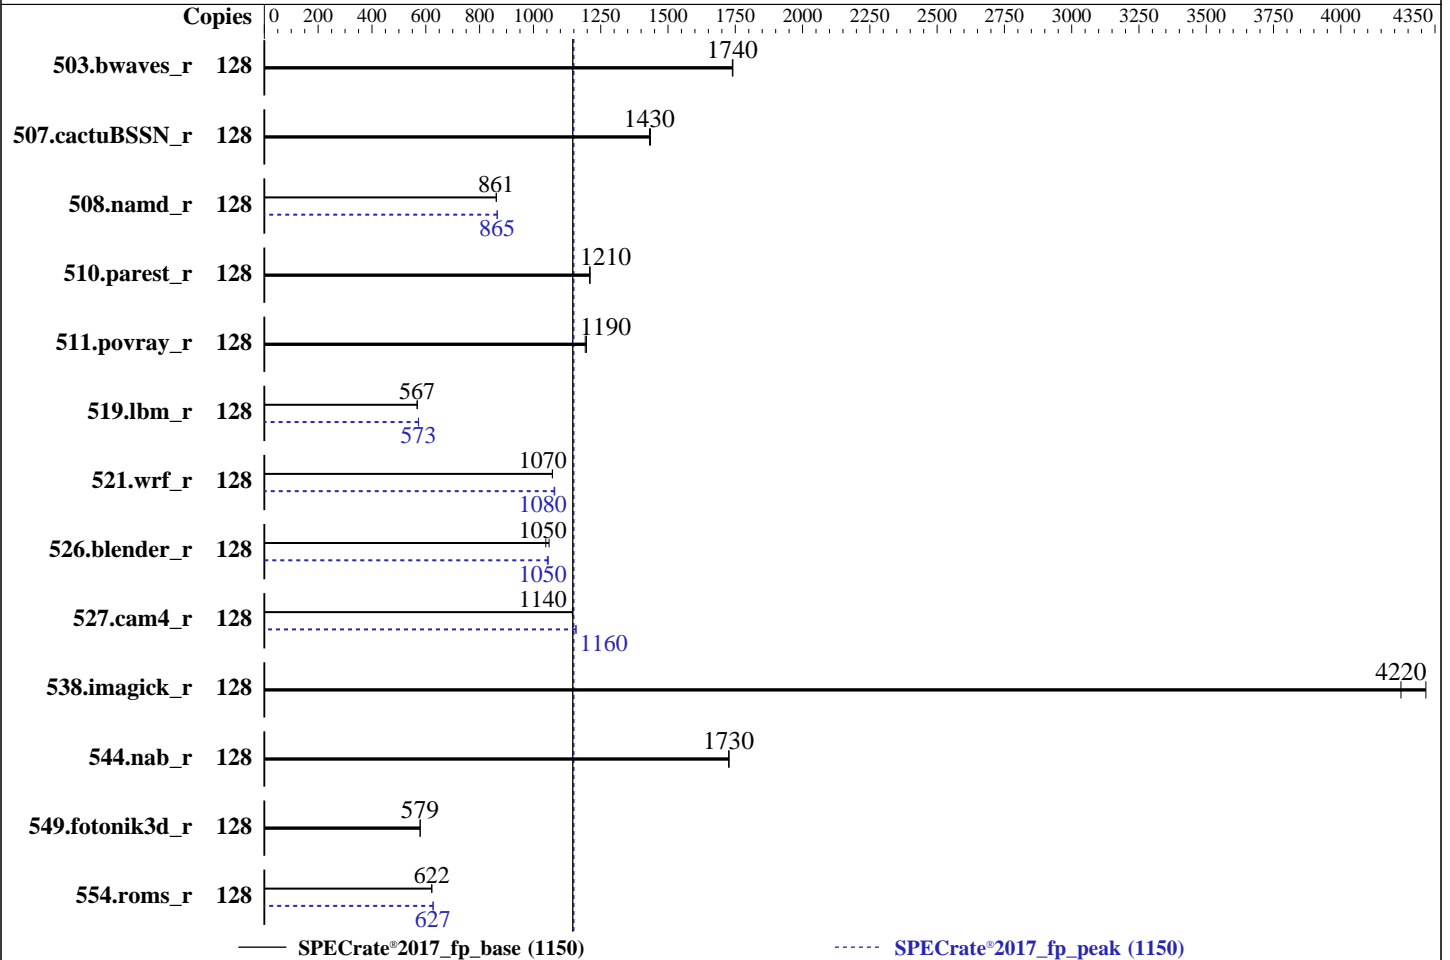 Copies 0 200 400 600 800 1000 1250 1500 1750 2000 2250 2500 2750 3000 3250 3500 3750 4000 4350
503.bwaves_r 128 1740
507.cactuBSSN_r 128 1430
508.namd_r 128 861
865
510.parest_r 128 1210
511.povray_r 128 1190
519.lbm_r 128 567
573
521.wrf_r 128 1070
1080
526.blender_r 128 1050
1050
527.cam4_r 128 1140
1160
538.imagick_r 128 4220
544.nab_r 128 1730
549.fotonik3d_r 128 579
554.roms_r 128 622
627
SPECrate®2017_fp_base (1150) SPECrate®2017_fp_peak (1150)